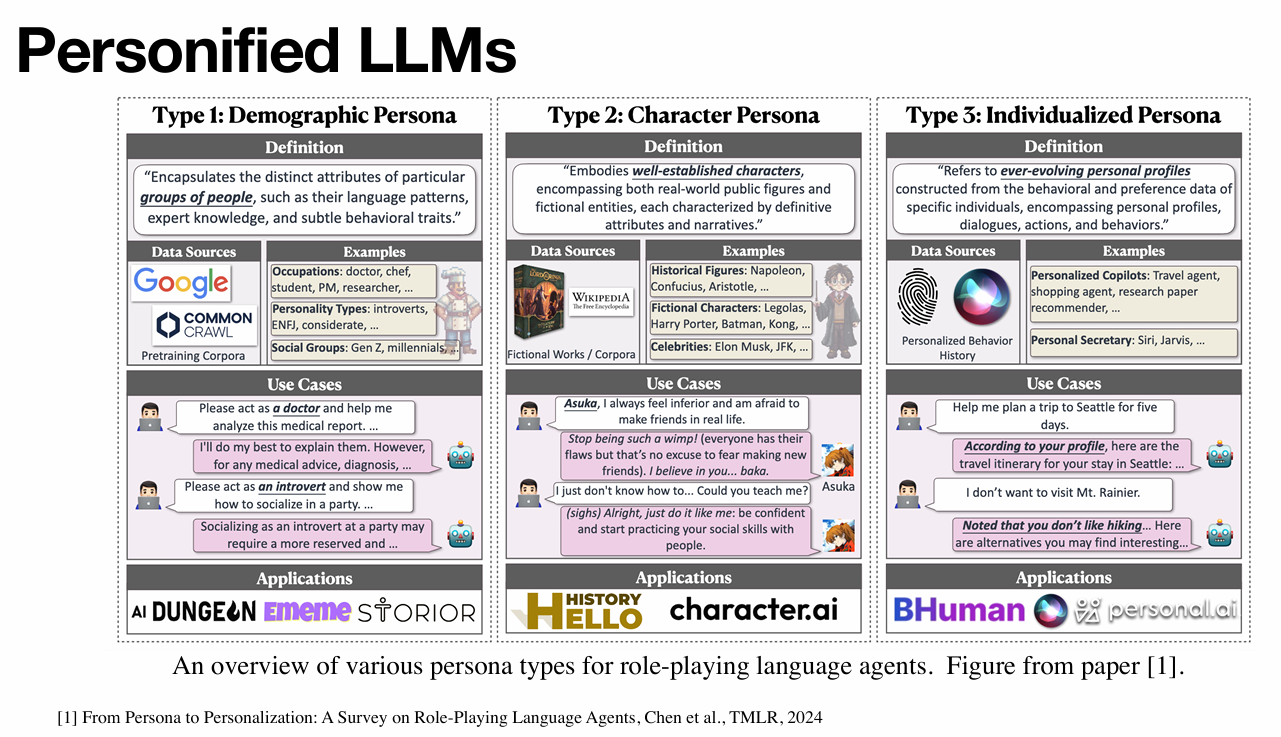 Personified LLMs
Type 1: Demographic Persona
Definition
“Encapsulates the distinct attributes of particular
groups of people, such as their language patterns,
expert knowledge, and subtle behavioral traits.”
Data Sources
Google
COMMON
CRAWL
Pretraining Corpora
Examples
Occupations: doctor, chef,
student, PM, researcher, ...
Personality Types: introverts,
ENFJ, considerate, ...
Social Groups: Gen Z, millennials, ...
Use Cases
Please act as a doctor and help me
analyze this medical report. ...
I'll do my best to explain them. However,
for any medical advice, diagnosis, ...
Please act as an introvert and show me
how to socialize in a party. ...
Socializing as an introvert at a party may
require a more reserved and ...
Applications
AI DUNGEON
Ememe
STORIOR
Type 2: Character Persona
Definition
“Embodies well-established characters,
encompassing both real-world public figures and
fictional entities, each characterized by definitive
attributes and narratives.”
Data Sources
WIKIPEDIA
The Free Encyclopedia
Fictional Works / Corpora
Examples
Historical Figures: Napoleon,
Confucius, Aristotle, ...
Fictional Characters: Legolas,
Harry Porter, Batman, Kong, ...
Celebrities: Elon Musk, JFK, ...
Use Cases
Asuka, I always feel inferior and am afraid to
make friends in real life.
Stop being such a wimp! (everyone has their
flaws but that’s no excuse to fear making new
friends). I believe in you... baka.
Asuka
I just don't know how to... Could you teach me?
(sighs) Alright, just do it like me: be confident
and start practicing your social skills with
people.
Applications
HISTORY
HELLO
character.ai
Type 3: Individualized Persona
Definition
“Refers to ever-evolving personal profiles
constructed from the behavioral and preference data of
specific individuals, encompassing personal profiles,
dialogues, actions, and behaviors.”
Data Sources
Personalized Behavior
History
Examples
Personalized Copilots: Travel agent,
shopping agent, research paper
recommender, ...
Personal Secretary: Siri, Jarvis, ...
Use Cases
Help me plan a trip to Seattle for five
days.
According to your profile, here are the
travel itinerary for your stay in Seattle: ...
I don’t want to visit Mt. Rainier.
Noted that you don’t like hiking... Here
are alternatives you may find interesting...
Applications
BHuman
personal.ai
An overview of various persona types for role-playing language agents. Figure from paper [1].
[1] From Persona to Personalization: A Survey on Role-Playing Language Agents, Chen et al., TMLR, 2024